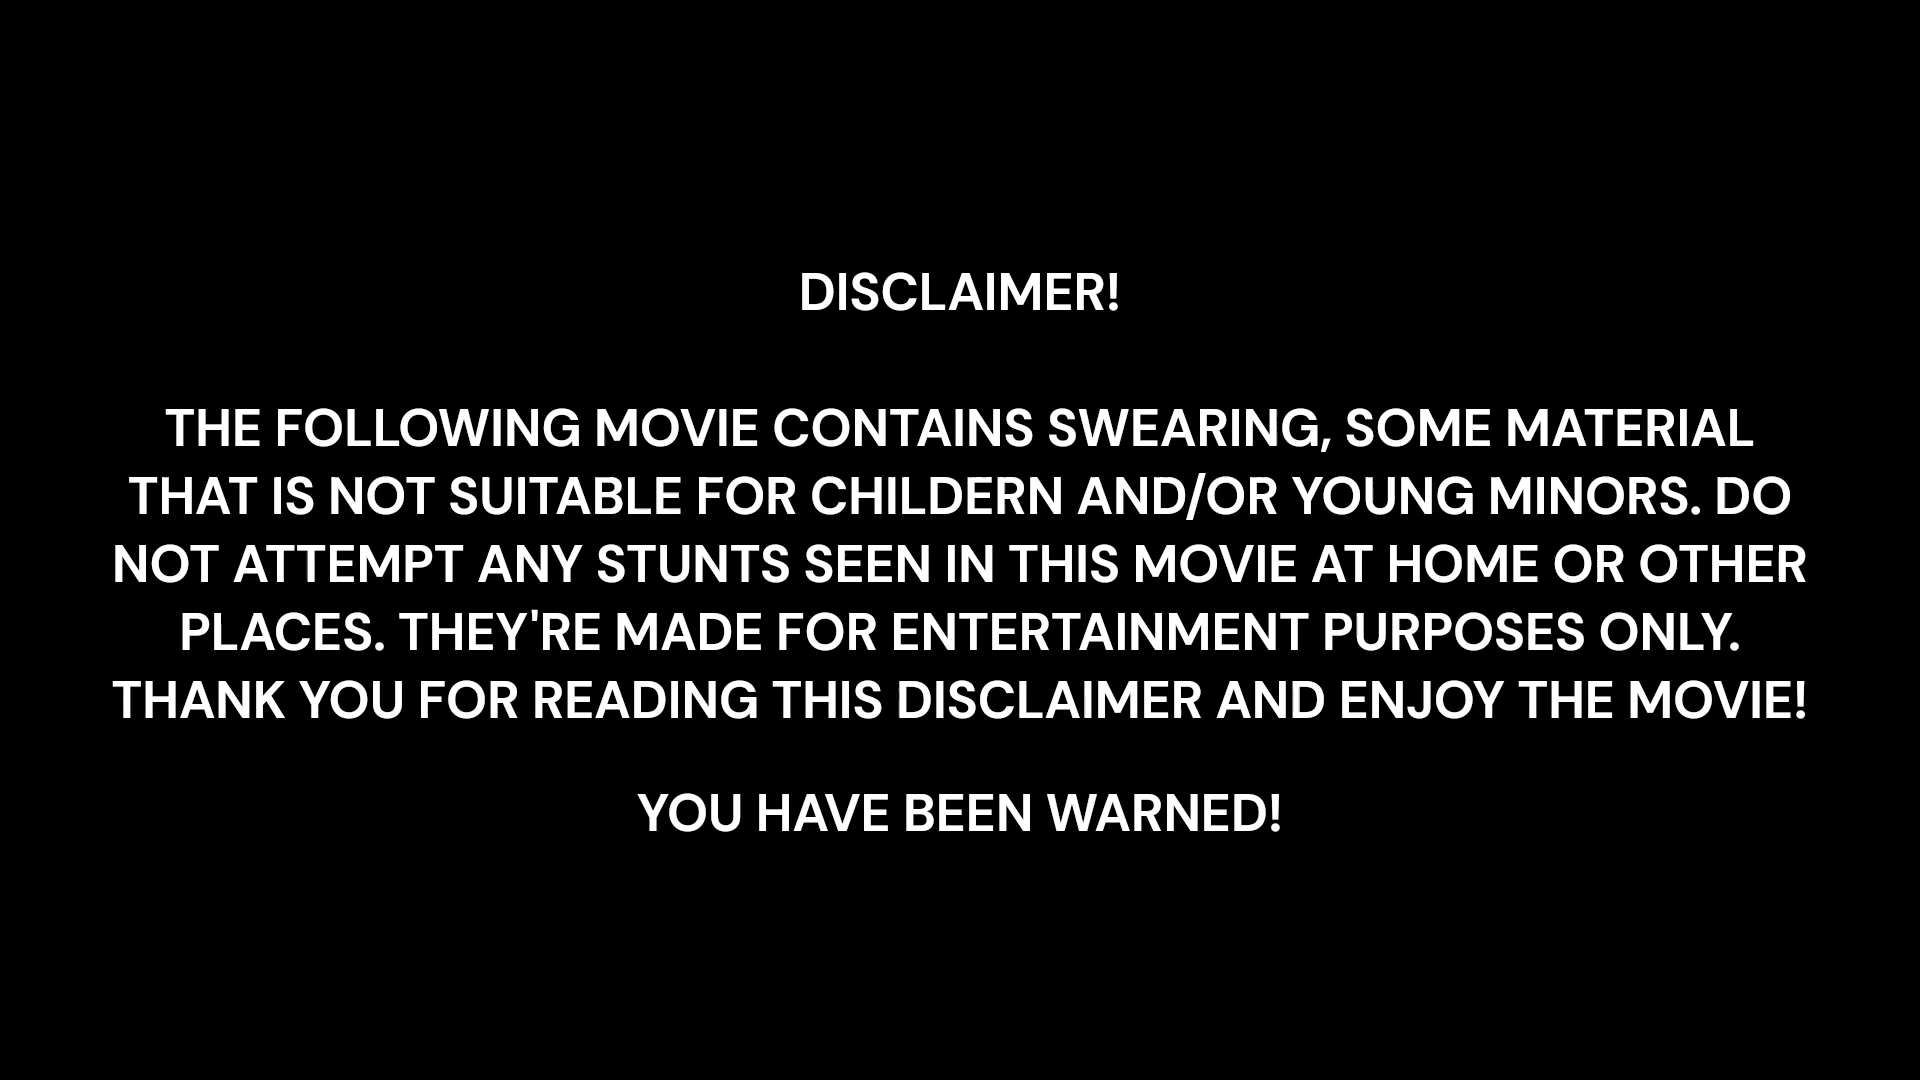 DISCLAIMER!
THE FOLLOWING MOVIE CONTAINS SWEARING, SOME MATERIAL
THAT IS NOT SUITABLE FOR CHILDERN AND/OR YOUNG MINORS. DO
NOT ATTEMPT ANY STUNTS SEEN IN THIS MOVIE AT HOME OR OTHER
PLACES. THEY'RE MADE FOR ENTERTAINMENT PURPOSES ONLY.
THANK YOU FOR READING THIS DISCLAIMER AND ENJOY THE MOVIE!
YOU HAVE BEEN WARNED!